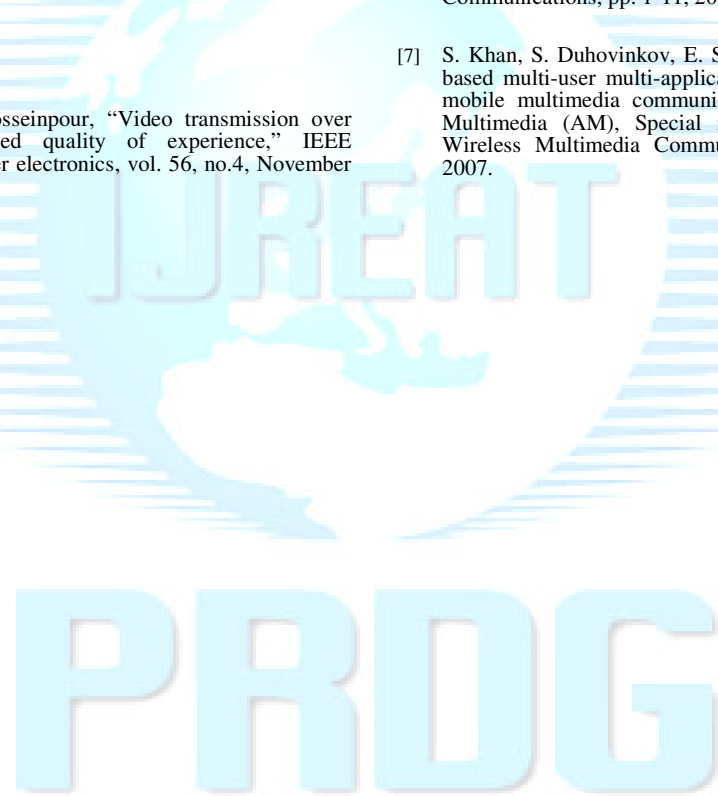 osseinpour, “Video transmission over
ed quality of experience,” IEEE
r electronics, vol. 56, no.4, November
Communications, pp. 1-11, 20
[7] S. Khan, S. Duhovinkov, E. S
based multi-user multi-applica
mobile multimedia communi
Multimedia (AM), Special
Wireless Multimedia Commu
2007.
IJREAT
PRDG